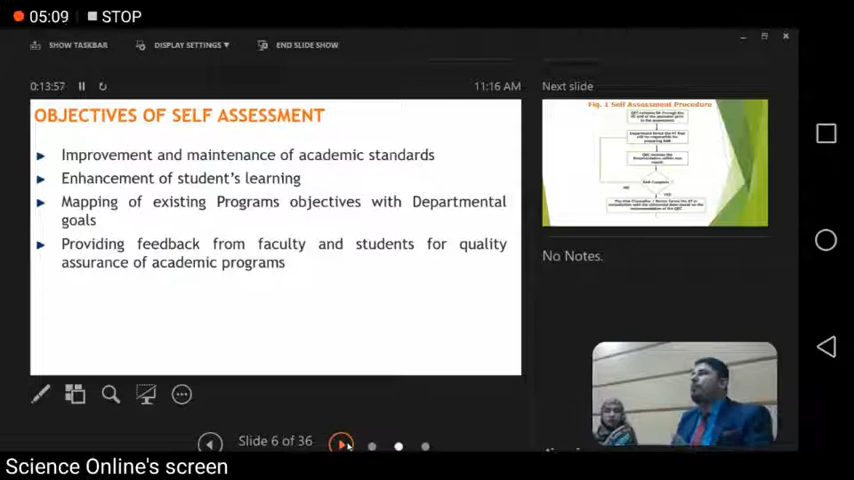 05:09 STOP
SHOW TASKBAR DISPLAY SETTINGS END SLIDE SHOW
0:13:57 11:16 AM
OBJECTIVES OF SELF ASSESSMENT
Improvement and maintenance of academic standards
Enhancement of student's learning
Mapping of existing Programs objectives with Departmental
goals
Providing feedback from faculty and students for quality
assurance of academic programs
Next slide
Fig. 1 Self Assessment Procedure
NO
YES
No Notes.
Slide 6 of 36
Science Online's screen